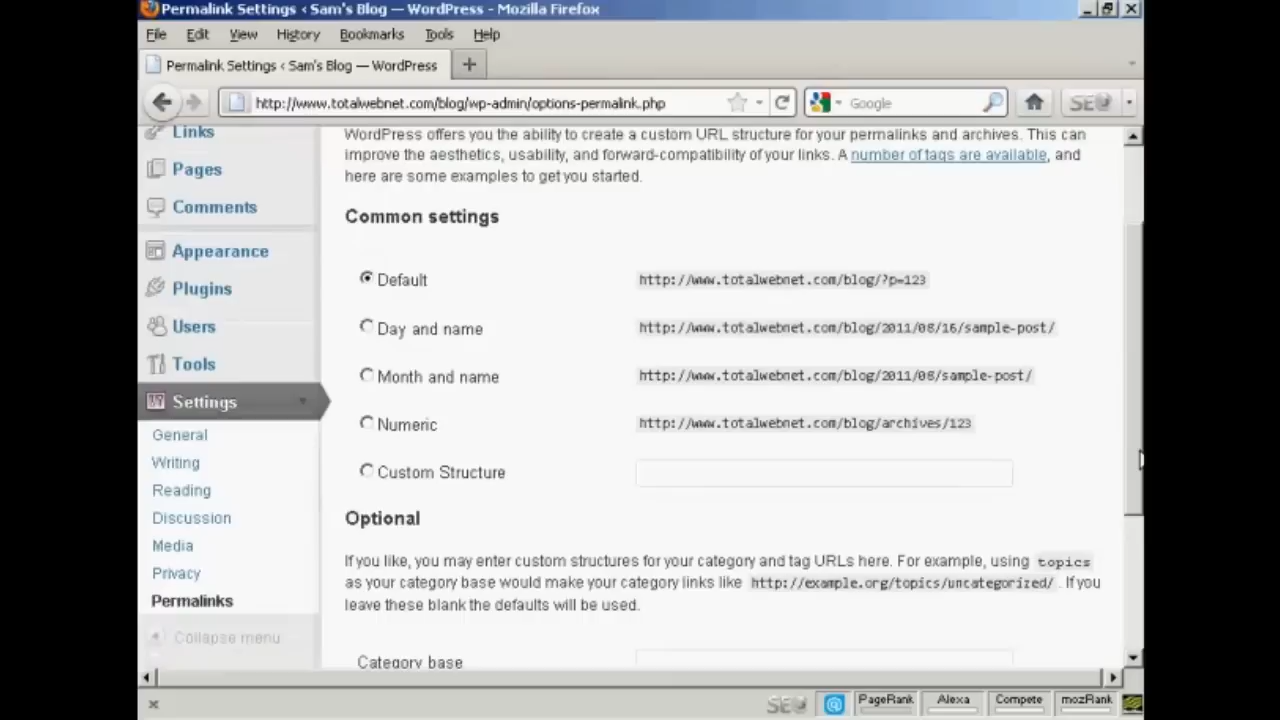 Permalink Settings ‹ Sam's Blog — WordPress - Mozilla Firefox
File Edit View History Bookmarks Tools Help
Permalink Settings ‹ Sam's Blog — WordPress
http://www.totalwebnet.com/blog/wp-admin/options-permalink.php
Google
SEO
Links
Pages
Comments
Appearance
Plugins
Users
Tools
Settings
General
Writing
Reading
Discussion
Media
Privacy
Permalinks
Collapse menu
WordPress offers you the ability to create a custom URL structure for your permalinks and archives. This can
improve the aesthetics, usability, and forward-compatibility of your links. A number of tags are available, and
here are some examples to get you started.
Common settings
Default http://www.totalwebnet.com/blog/?p=123
Day and name http://www.totalwebnet.com/blog/2011/08/16/sample-post/
Month and name http://www.totalwebnet.com/blog/2011/08/sample-post/
Numeric http://www.totalwebnet.com/blog/archives/123
Custom Structure
Optional
If you like, you may enter custom structures for your category and tag URLs here. For example, using topics
as your category base would make your category links like http://example.org/topics/uncategorized/ . If you
leave these blank the defaults will be used.
Category base
SEO PageRank Alexa Compete mozRank